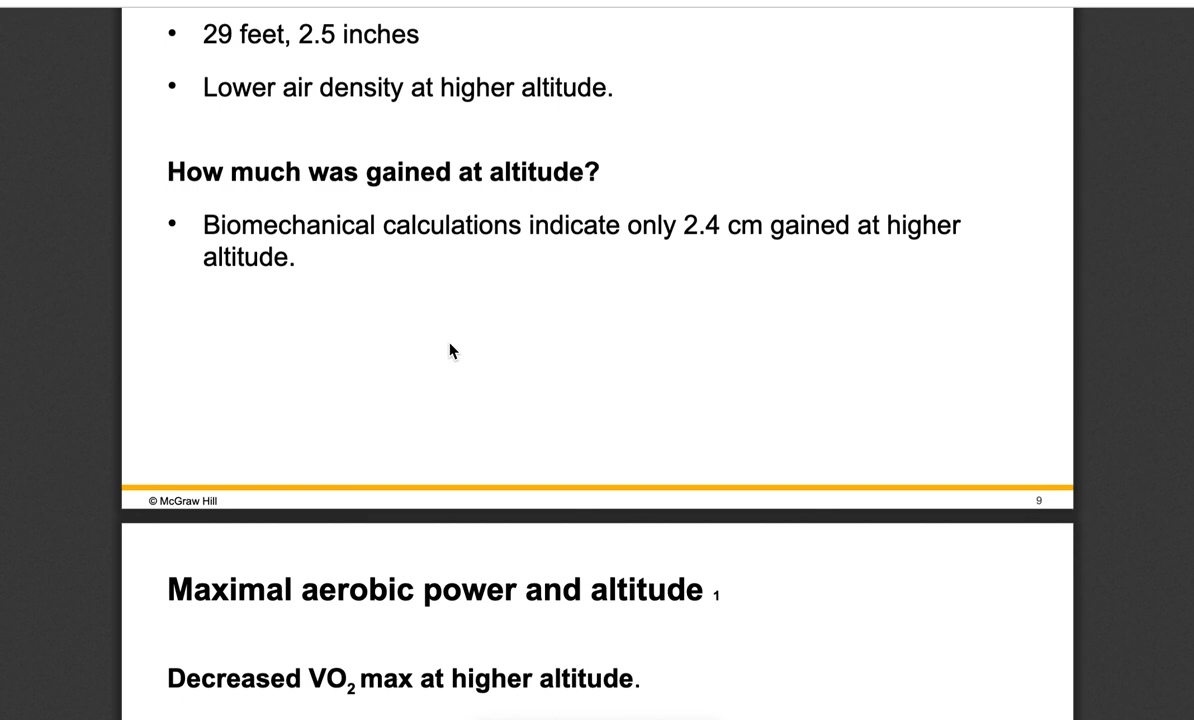 • 29 feet, 2.5 inches
• Lower air density at higher altitude.
How much was gained at altitude?
• Biomechanical calculations indicate only 2.4 cm gained at higher
altitude.
© McGraw Hill 9
Maximal aerobic power and altitude 1
Decreased VO2 max at higher altitude.